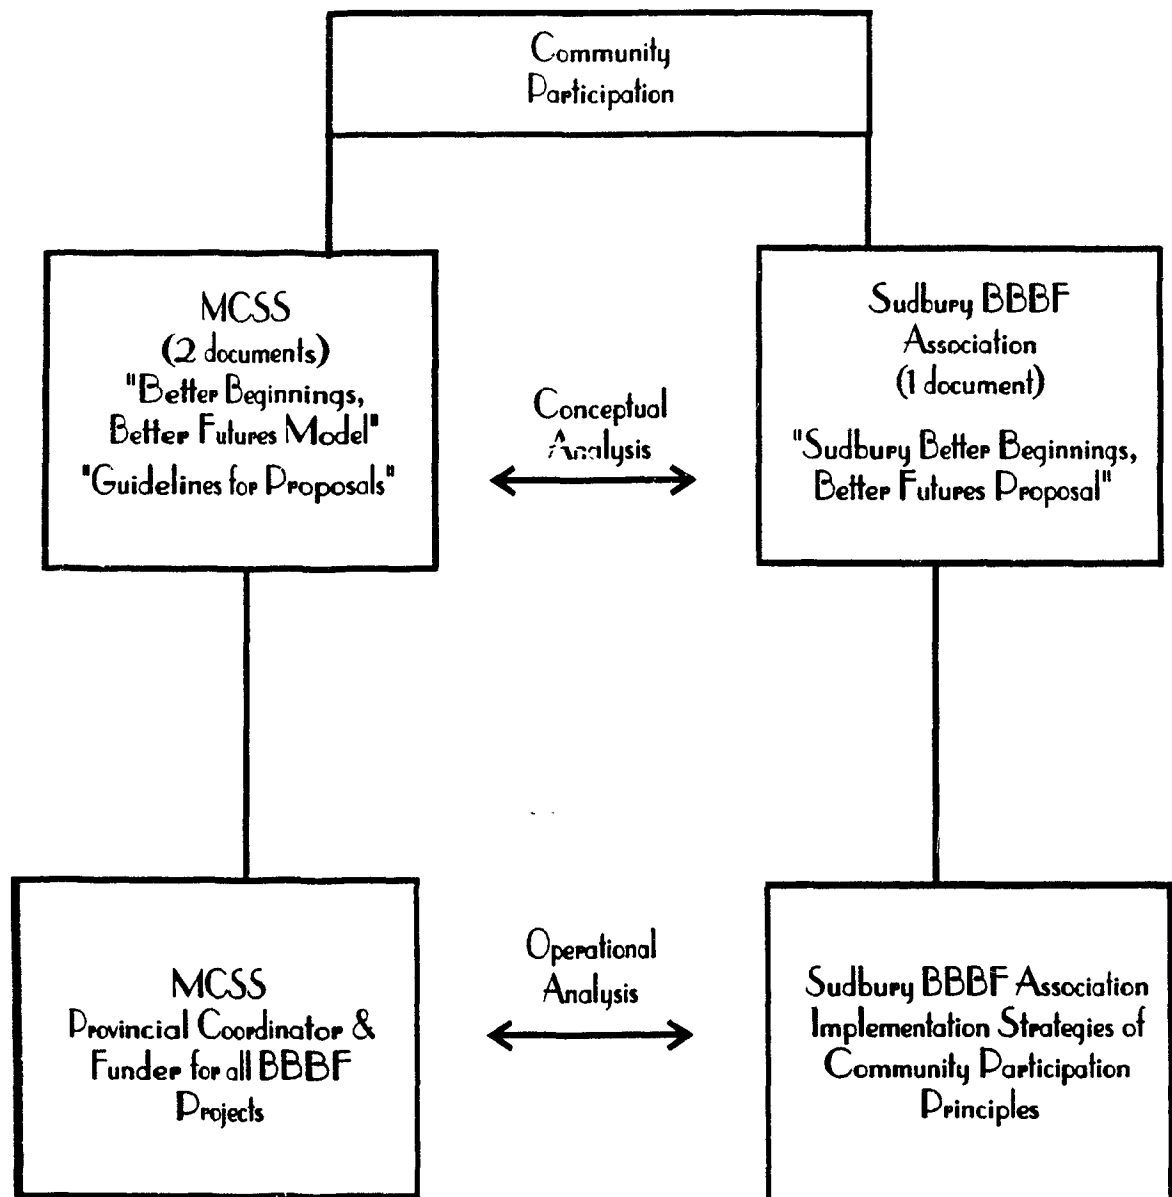 Community
Participation
MCSS
(2 documents)
"Better Beginnings,
Better Futures Model"
"Guidelines for Proposals"
Conceptual
Analysis
Sudbury BBBF
Association
(1 document)
"Sudbury Better Beginnings,
Better Futures Proposal"
MCSS
Provincial Coordinator &
Funder for all BBBF
Projects
Operational
Analysis
Sudbury BBBF Association
Implementation Strategies of
Community Participation
Principles